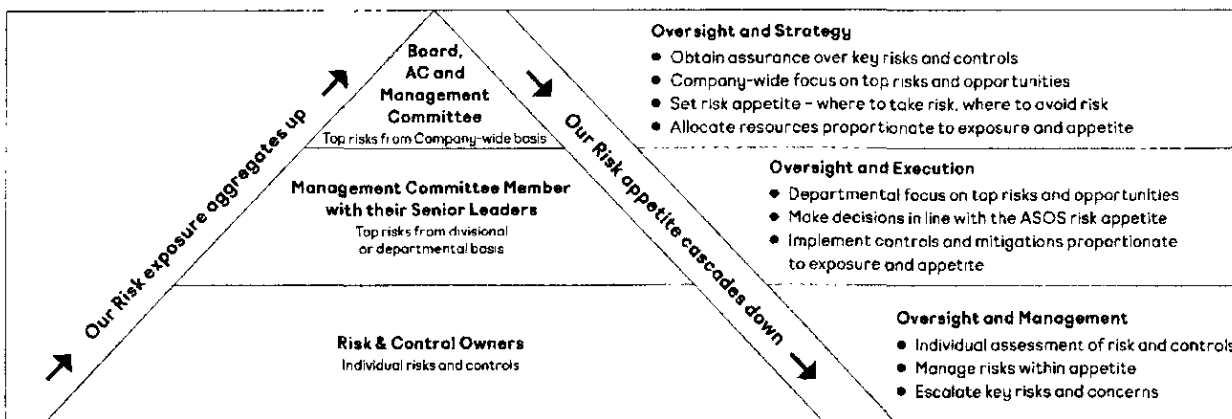 Our Risk exposure aggregates up
Board,
AC and
Management
Committee
Top risks from Company-wide basis
Management Committee Member
with their Senior Leaders
Top risks from divisional
or departmental basis
Risk & Control Owners
Individual risks and controls
Our Risk appetite cascades down
Oversight and Strategy
● Obtain assurance over key risks and controls
● Company-wide focus on top risks and opportunities
● Set risk appetite – where to take risk, where to avoid risk
● Allocate resources proportionate to exposure and appetite
Oversight and Execution
● Departmental focus on top risks and opportunities
● Make decisions in line with the ASOS risk appetite
● Implement controls and mitigations proportionate
to exposure and appetite
Oversight and Management
● Individual assessment of risk and controls
● Manage risks within appetite
● Escalate key risks and concerns